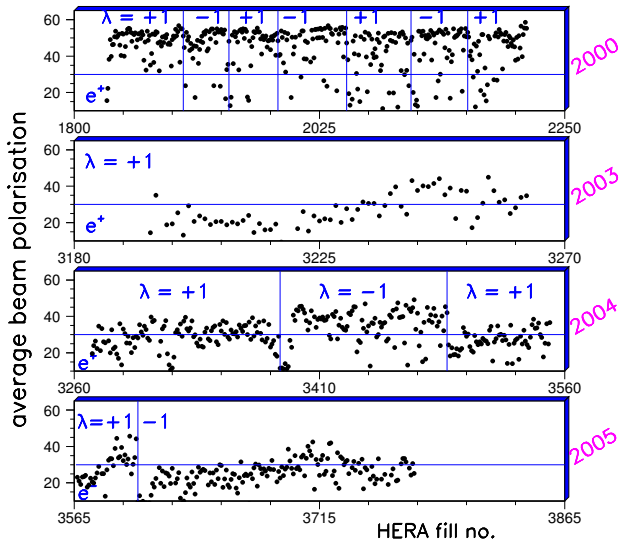 λ = +1 -1 +1 -1 +1 -1 +1
60
40
20
e+
1800 2025 2250
2000
λ = +1
60
40
20
e+
3180 3225 3270
2003
λ = +1 λ = -1 λ = +1
60
40
20
e+
3260 3410 3560
2004
λ=+1 -1
60
40
20
e-
3565 3715 3865
2005
average beam polarisation
HERA fill no.